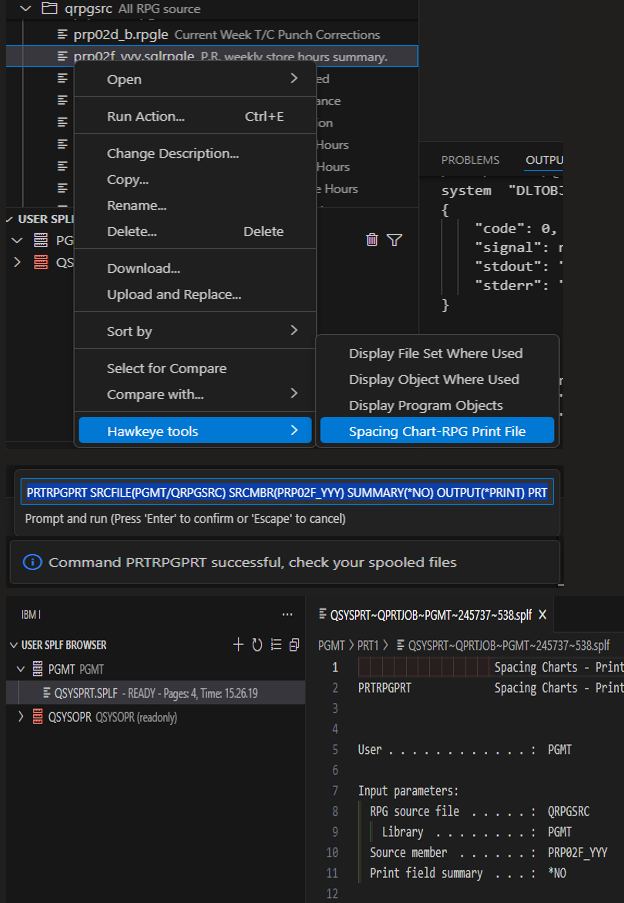 qrpgsrc All RPG source
prp02d_b.rpgle Current Week T/C Punch Corrections
prp02f_yyy.sqlrpgle P.R. weekly store hours summary.
Open
ed
ance
Run Action... Ctrl+E
on
Change Description...
Hours
Copy...
Hours
Rename...
e Hours
Delete... Delete
USER SPL
PG
QS
Download...
Upload and Replace...
Sort by
Select for Compare
Compare with...
Hawkeye tools
PROBLEMS OUTPU
system "DLTOBJ
{
"code": 0,
"signal": n
"stdout": "
"stderr": "
}
Display File Set Where Used
Display Object Where Used
Display Program Objects
Spacing Chart-RPG Print File
PRTRPGPRT SRCFILE(PGMT/QRPGSRC) SRCMBR(PRP02F_YYY) SUMMARY(*NO) OUTPUT(*PRINT) PRT
Prompt and run (Press 'Enter' to confirm or 'Escape' to cancel)
Command PRTRPGPRT successful, check your spooled files
IBM I ...
USER SPLF BROWSER
PGMT PGMT
QSYSPRT.SPLF - READY - Pages: 4, Time: 15.26.19
QSYSOPR QSYSOPR (readonly)
QSYSPRT~QPRTJOB~PGMT~245737~538.splf X
PGMT > PRT1 > QSYSPRT~QPRTJOB~PGMT~245737~538.splf
1 Spacing Charts - Print
2 PRTRPGPRT Spacing Charts - Print
3
4
5 User . . . . . . . . . . . . : PGMT
6
7 Input parameters:
8 RPG source file . . . . . . : QRPGSRC
9 Library . . . . . . . . . : PGMT
10 Source member . . . . . . : PRP02F_YYY
11 Print field summary . . . : *NO
12